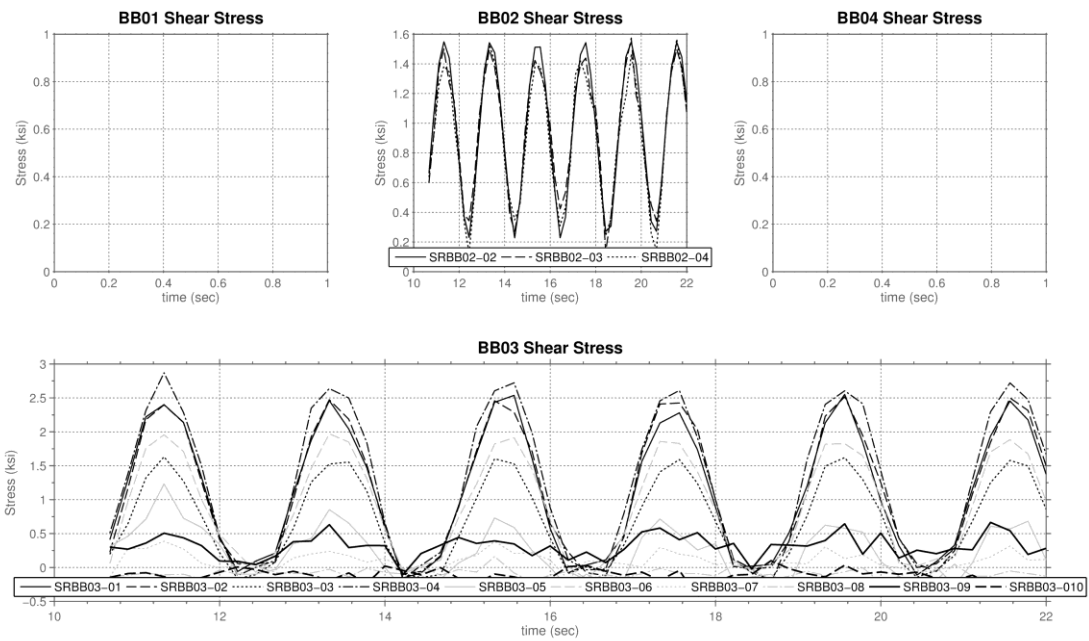 BB01 Shear Stress
1
0.8
0.6
0.4
0.2
0
0 0.2 0.4 0.6 0.8 1
Stress (ksi)
time (sec)
BB02 Shear Stress
1.6
1.4
1.2
1
0.8
0.6
0.4
0.2
0
10 12 14 16 18 20 22
Stress (ksi)
time (sec)
SRBB02−02 SRBB02−03 SRBB02−04
BB04 Shear Stress
1
0.8
0.6
0.4
0.2
0
0 0.2 0.4 0.6 0.8 1
Stress (ksi)
time (sec)
BB03 Shear Stress
3
2.5
2
1.5
1
0.5
0
−0.5
10 12 14 16 18 20 22
Stress (ksi)
time (sec)
SRBB03−01 SRBB03−02 SRBB03−03 SRBB03−04 SRBB03−05 SRBB03−06 SRBB03−07 SRBB03−08 SRBB03−09 SRBB03−010